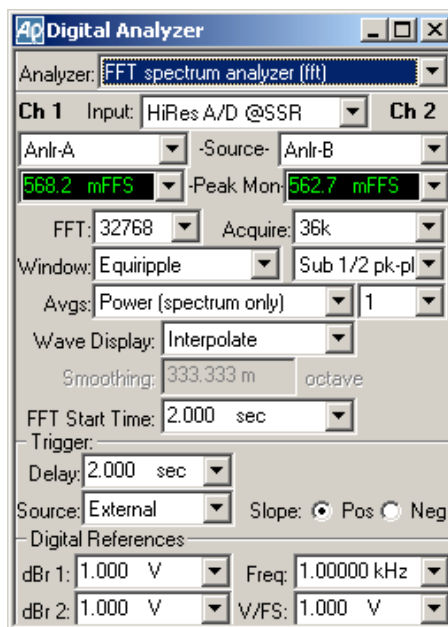 Ap Digital Analyzer
Analyzer: FFT spectrum analyzer (fft)
Ch 1 Input: HiRes A/D @SSR Ch 2
Anlr-A -Source- Anlr-B
568.2 mFFS -Peak Mon- 562.7 mFFS
FFT: 32768 Acquire: 36k
Window: Equiripple Sub 1/2 pk-pl
Avgs: Power (spectrum only) 1
Wave Display: Interpolate
Smoothing: 333.333 m octave
FFT Start Time: 2.000 sec
Trigger:
Delay: 2.000 sec
Source: External Slope: Pos Neg
Digital References
dBr 1: 1.000 V Freq: 1.00000 kHz
dBr 2: 1.000 V V/FS: 1.000 V